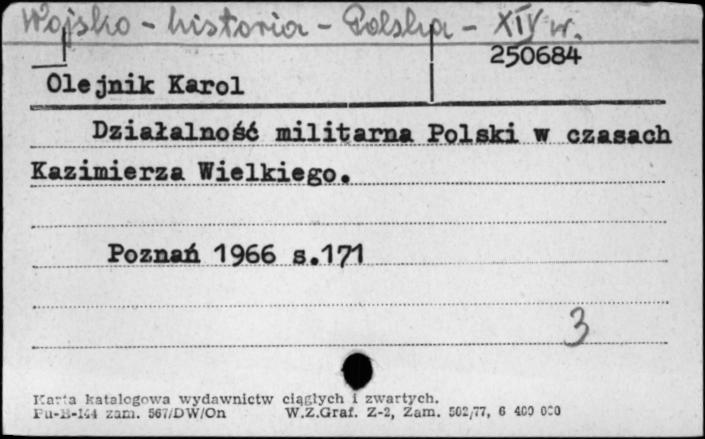 Wojsko - historia - Polska - XIV w.
250684
Olejnik Karol
Działalność militarna Polski w czasach
Kazimierza Wielkiego.
Poznań 1966 s.171
3
Karta katalogowa wydawnictw ciągłych i zwartych.
Pu-B-144 zam. 567/DW/On W.Z.Graf. Z-2, Zam. 502/77, 6 400 000